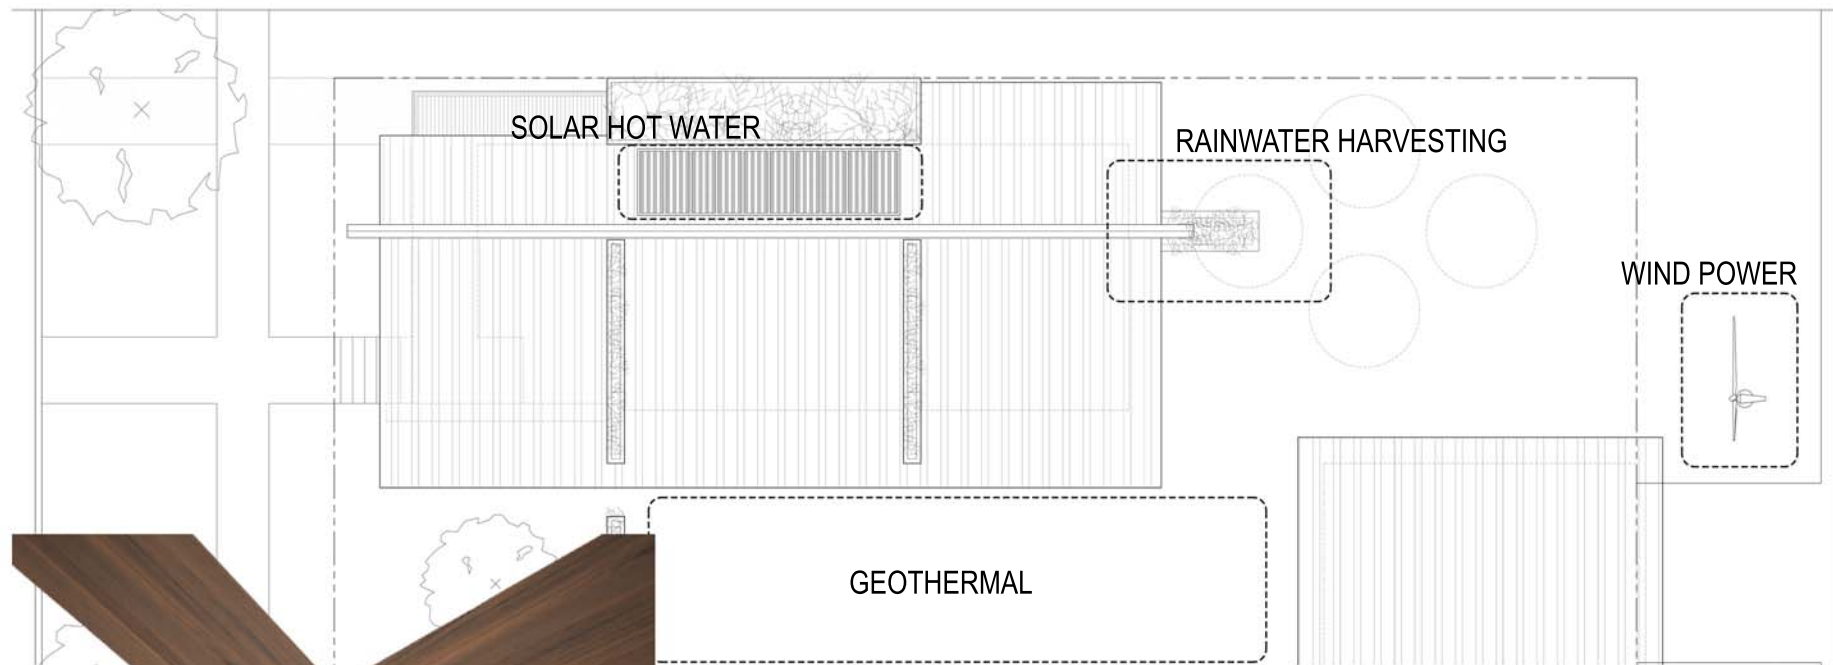 SOLAR HOT WATER
RAINWATER HARVESTING
WIND POWER
GEOTHERMAL